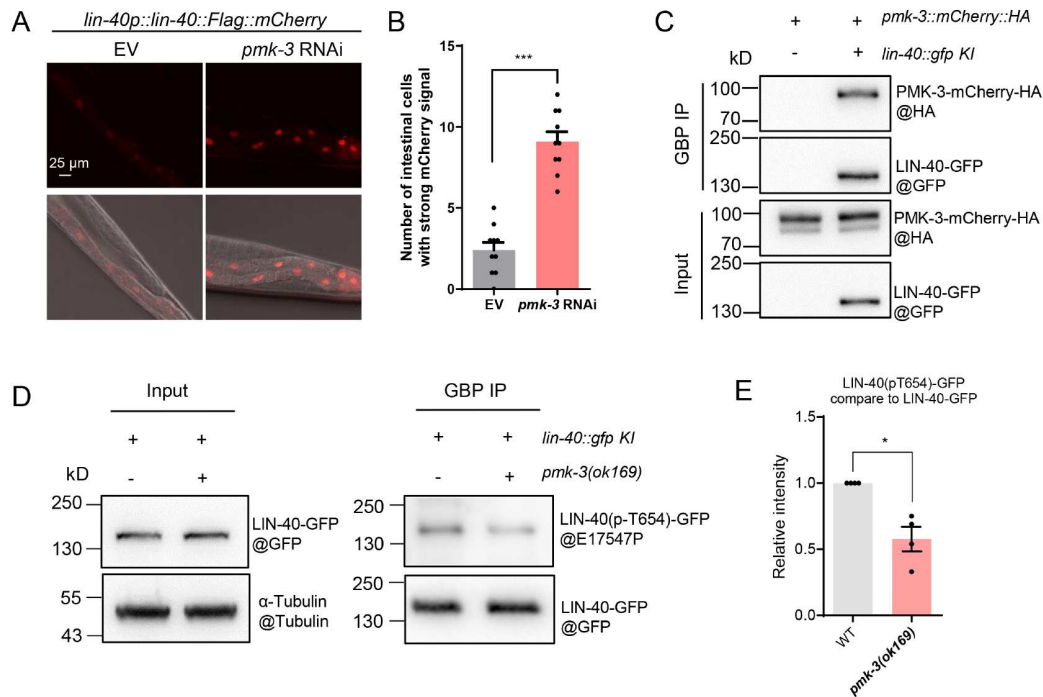 A
lin-40p::lin-40::Flag::mCherry
EV
pmk-3 RNAi
25 μm
B
Number of intestinal cells
with strong mCherry signal
15
10
5
0
***
EV
pmk-3 RNAi
C
+ + pmk-3::mCherry::HA
kD - + lin-40::gfp KI
GBP IP
100
70
PMK-3-mCherry-HA
@HA
250
130
LIN-40-GFP
@GFP
Input
100
70
PMK-3-mCherry-HA
@HA
250
130
LIN-40-GFP
@GFP
D
Input
GBP IP
+ + + + lin-40::gfp KI
kD - + - + pmk-3(ok169)
250
130
LIN-40-GFP
@GFP
55
43
α-Tubulin
@Tubulin
250
130
LIN-40(p-T654)-GFP
@E17547P
250
130
LIN-40-GFP
@GFP
E
LIN-40(pT654)-GFP
compare to LIN-40-GFP
Relative intensity
1.5
1.0
0.5
0.0
*
WT
pmk-3(ok169)